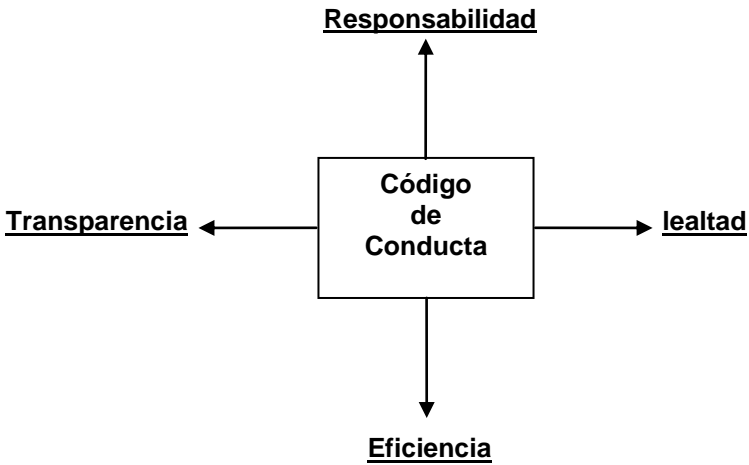 Responsabilidad
Código
de
Conducta
Transparencia
lealtad
Eficiencia